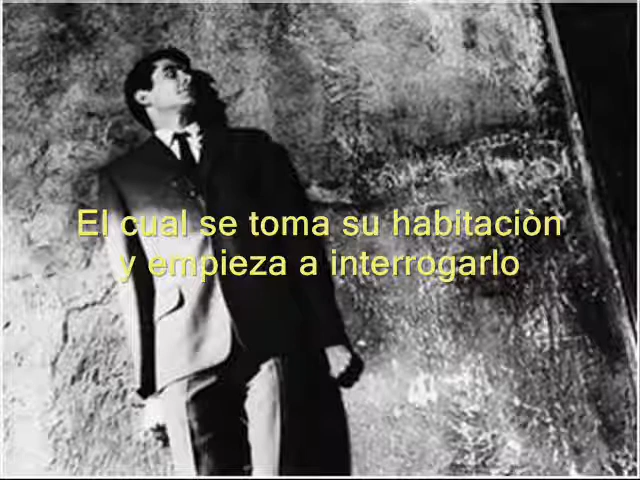 El cual se toma su habitaciòn
y empieza a interrogarlo